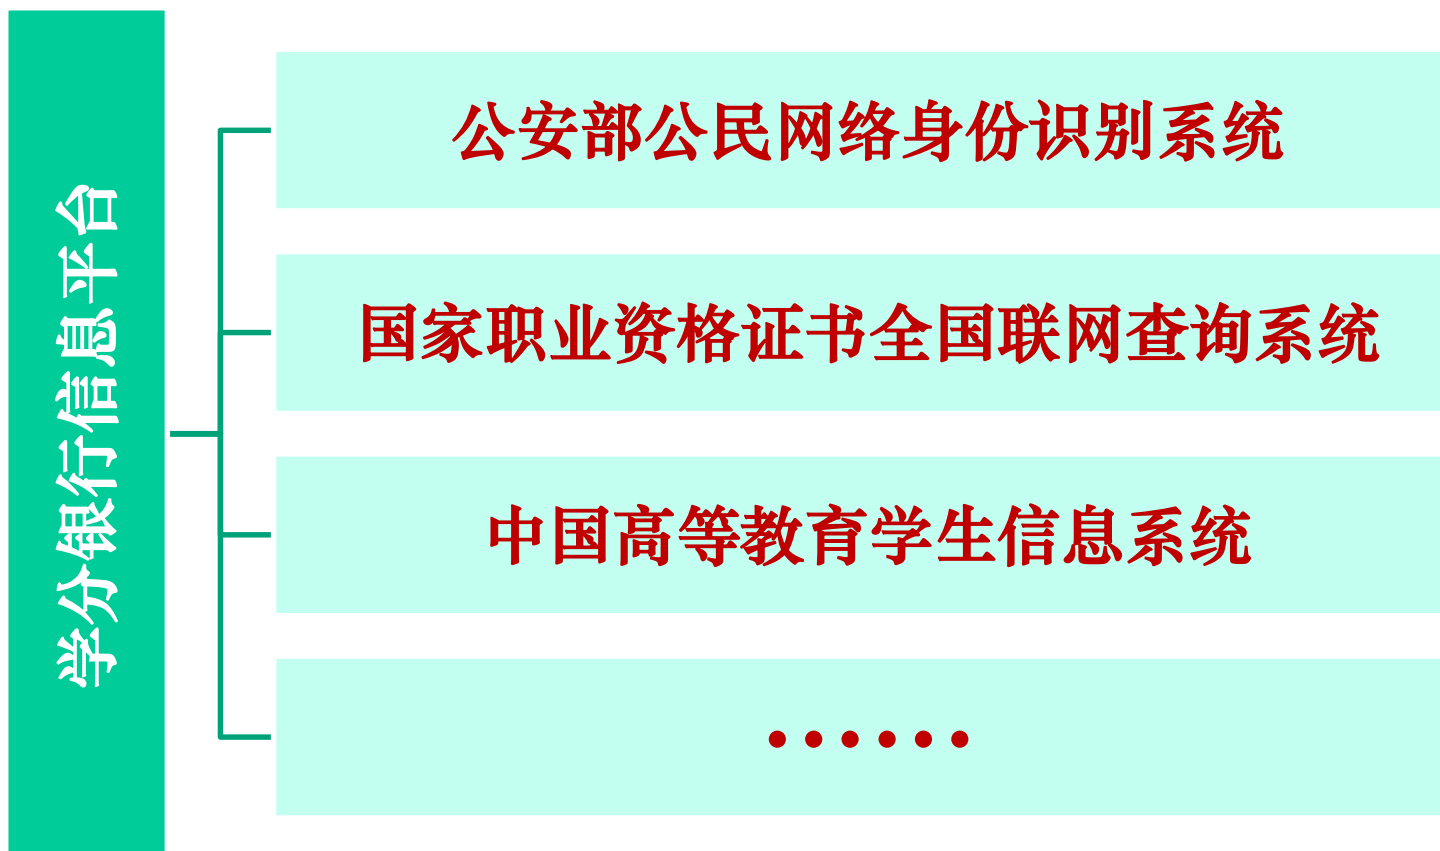 学分银行信息平台
公安部公民网络身份识别系统
国家职业资格证书全国联网查询系统
中国高等教育学生信息系统
······